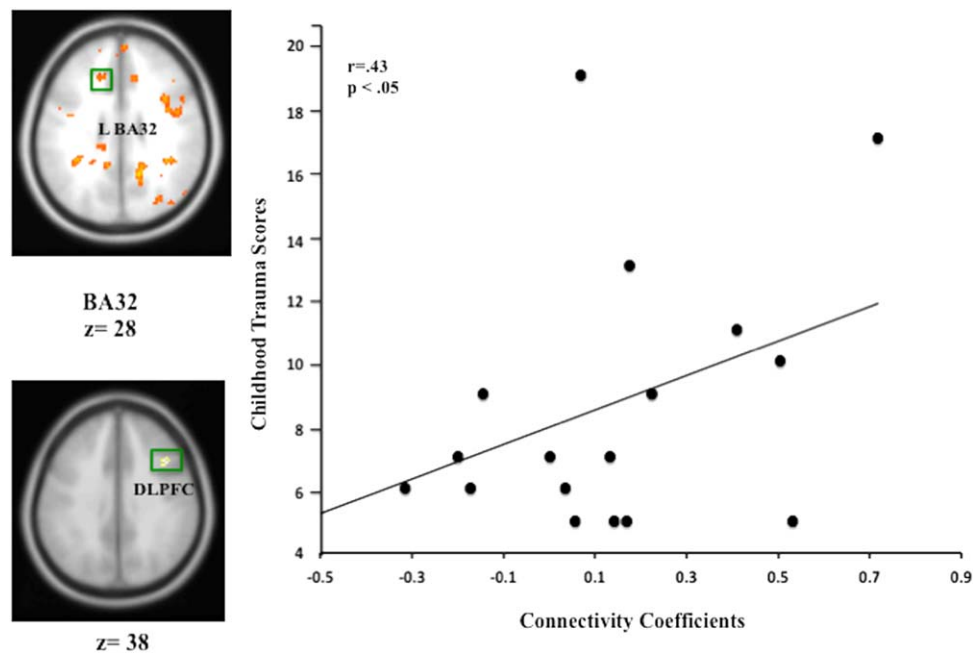 L BA32
BA32
z= 28
DLPFC
z= 38
r=.43
p < .05
Childhood Trauma Scores
20
18
16
14
12
10
8
6
4
-0.5 -0.3 -0.1 0.1 0.3 0.5 0.7 0.9
Connectivity Coefficients